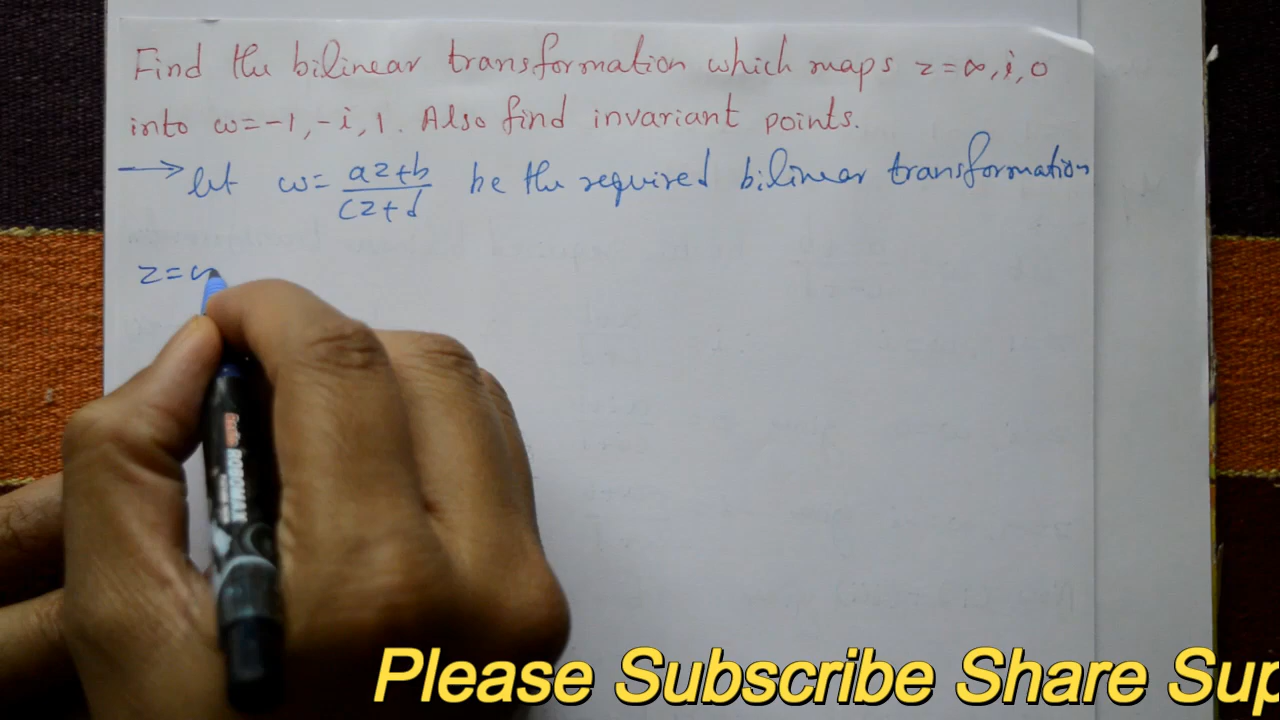 Find the bilinear transformation which maps z=∞, i, 0
into ω=-1, -i, 1. Also find invariant points.
→ let ω= az+b / cz+d be the required bilinear transformation
z=
Please Subscribe Share Sup